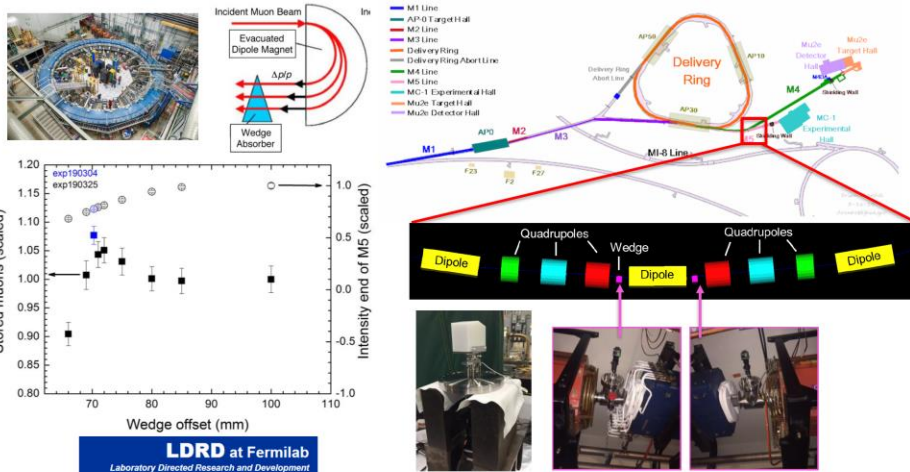 Incident Muon Beam
Evacuated
Dipole Magnet
Δp/p
Wedge
Absorber
M1 Line
AP-0 Target Hall
M2 Line
M3 Line
Delivery Ring
Delivery Ring Abort Line
M4 Line
M5 Line
MC-1 Experimental Hall
Mu2e Target Hall
Mu2e Detector Hall
AP50
AP10
AP30
Delivery
Ring
Delivery Ring
Abort Line
Mu2e
Detector
Hall
Mu2e
Target Hall
M4
Shielding Wall
MC-1
Experimental
Hall
Shielding Wall
M1
AP0
M2
M3
MI-8 Line
F23
F2
F27
exp190304
exp190325
1.20
1.15
1.10
1.05
1.00
0.95
0.90
0.85
0.80
Stored muons (scaled)
70
80
90
100
110
Wedge offset (mm)
1.0
0.5
0.0
-0.5
-1.0
Intensity end of M5 (scaled)
Quadrupoles
Wedge
Quadrupoles
Dipole
Dipole
Dipole
LDRD at Fermilab
Laboratory Directed Research and Development